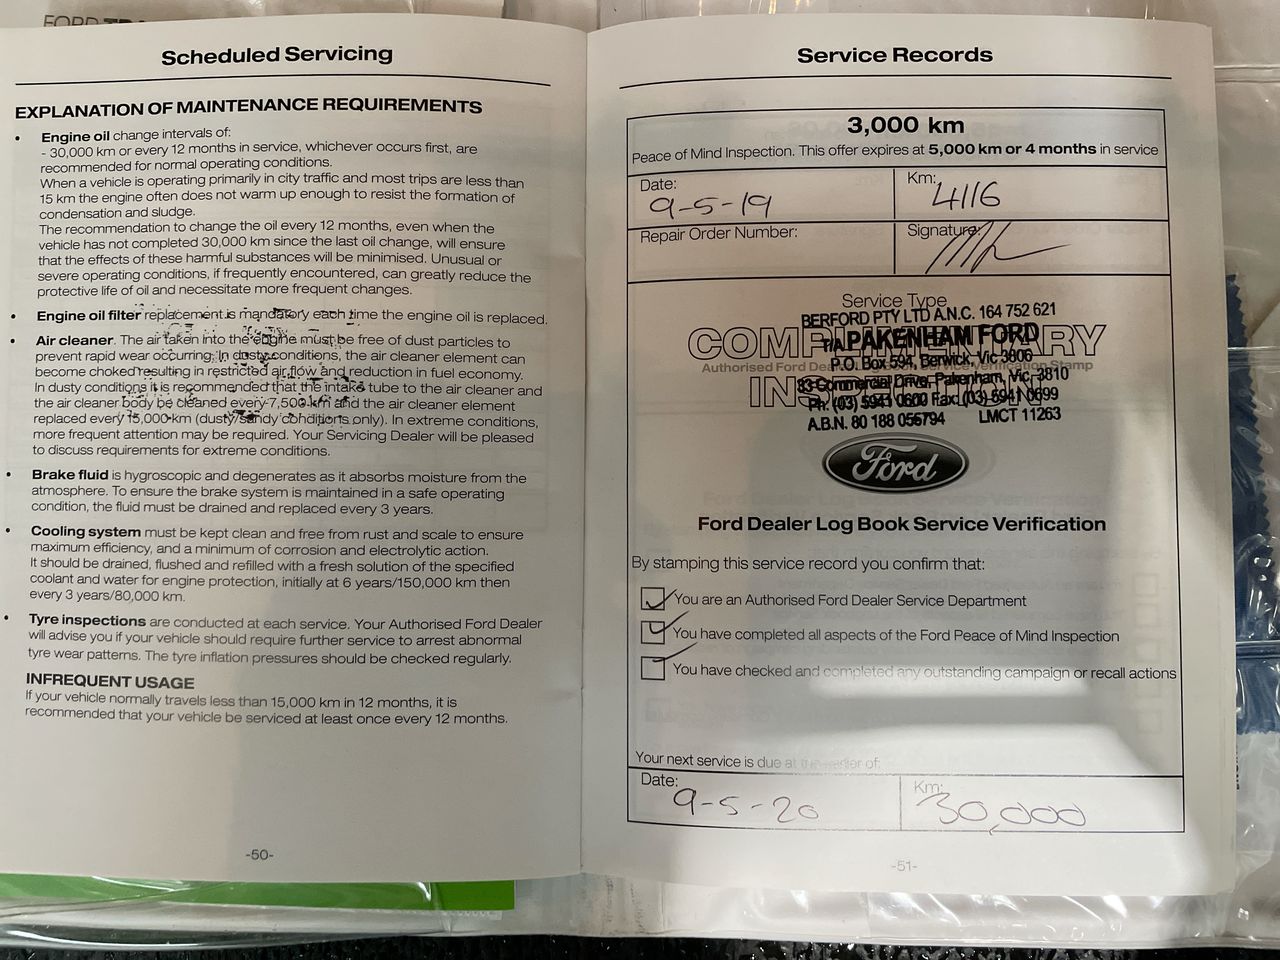 FORD
Scheduled Servicing
EXPLANATION OF MAINTENANCE REQUIREMENTS
• Engine oil change intervals of:
- 30,000 km or every 12 months in service, whichever occurs first, are
recommended for normal operating conditions.
When a vehicle is operating primarily in city traffic and most trips are less than
15 km the engine often does not warm up enough to resist the formation of
condensation and sludge.
The recommendation to change the oil every 12 months, even when the
vehicle has not completed 30,000 km since the last oil change, will ensure
that the effects of these harmful substances will be minimised. Unusual or
severe operating conditions, if frequently encountered, can greatly reduce the
protective life of oil and necessitate more frequent changes.
• Engine oil filter replacement is mandatory each time the engine oil is replaced.
• Air cleaner. The air taken into the engine must be free of dust particles to
prevent rapid wear occurring. In dusty conditions, the air cleaner element can
become choked resulting in restricted air flow and reduction in fuel economy.
In dusty conditions it is recommended that the intake tube to the air cleaner and
the air cleaner body be cleaned every 7,500 km and the air cleaner element
replaced every 15,000 km (dusty/sandy conditions only). In extreme conditions,
more frequent attention may be required. Your Servicing Dealer will be pleased
to discuss requirements for extreme conditions.
• Brake fluid is hygroscopic and degenerates as it absorbs moisture from the
atmosphere. To ensure the brake system is maintained in a safe operating
condition, the fluid must be drained and replaced every 3 years.
• Cooling system must be kept clean and free from rust and scale to ensure
maximum efficiency, and a minimum of corrosion and electrolytic action.
It should be drained, flushed and refilled with a fresh solution of the specified
coolant and water for engine protection, initially at 6 years/150,000 km then
every 3 years/80,000 km.
• Tyre inspections are conducted at each service. Your Authorised Ford Dealer
will advise you if your vehicle should require further service to arrest abnormal
tyre wear patterns. The tyre inflation pressures should be checked regularly.
INFREQUENT USAGE
If your vehicle normally travels less than 15,000 km in 12 months, it is
recommended that your vehicle be serviced at least once every 12 months.
-50-
Service Records
3,000 km
Peace of Mind Inspection. This offer expires at 5,000 km or 4 months in service
Date: 9-5-19 Km: 4116
Repair Order Number: Signature:
Service Type
BERFORD PTY LTD A.N.C. 164 752 621
COMPLIMENTARY
T/A PAKENHAM FORD
P.O. Box 594, Berwick, Vic 3806
Authorised Ford Dealer Service Verification Stamp
INSPECTION
33 Commercial Drive, Pakenham, Vic 3810
Ph: (03) 5941 0600 Fax: (03) 5941 0699
A.B.N. 80 188 055794 LMCT 11263
Ford
Ford Dealer Log Book Service Verification
By stamping this service record you confirm that:
You are an Authorised Ford Dealer Service Department
You have completed all aspects of the Ford Peace of Mind Inspection
You have checked and completed any outstanding campaign or recall actions
Your next service is due at the earlier of:
Date: 9-5-20 Km: 30,000
-51-